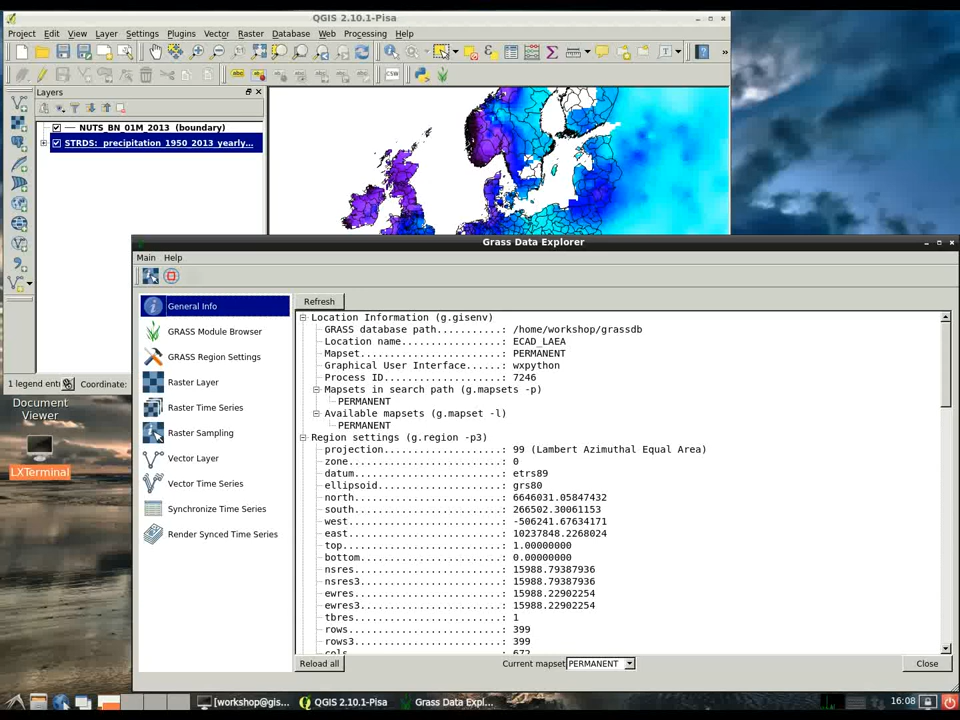 QGIS 2.10.1-Pisa
Project Edit View Layer Settings Plugins Vector Raster Database Web Processing Help
Layers
NUTS_BN_01M_2013 (boundary)
STRDS: precipitation_1950_2013_yearly...
Grass Data Explorer
Main Help
General Info
GRASS Module Browser
GRASS Region Settings
Raster Layer
Raster Time Series
Raster Sampling
Vector Layer
Vector Time Series
Synchronize Time Series
Render Synced Time Series
Refresh
Location Information (g.gisenv)
GRASS database path...........: /home/workshop/grassdb
Location name.................: ECAD_LAEA
Mapset........................: PERMANENT
Graphical User Interface......: wxpython
Process ID....................: 7246
Mapsets in search path (g.mapsets -p)
PERMANENT
Available mapsets (g.mapset -l)
PERMANENT
Region settings (g.region -p3)
projection....................: 99 (Lambert Azimuthal Equal Area)
zone..........................: 0
datum.........................: etrs89
ellipsoid.....................: grs80
north.........................: 6646031.05847432
south.........................: 266502.30061153
west..........................: -506241.67634171
east..........................: 10237848.2268024
top...........................: 1.00000000
bottom........................: 0.00000000
nsres.........................: 15988.79387936
nsres3........................: 15988.79387936
ewres.........................: 15988.22902254
ewres3........................: 15988.22902254
tbres.........................: 1
rows..........................: 399
rows3.........................: 399
cols..........................: 672
Reload all
Current mapset PERMANENT
Close
1 legend enti
Coordinate:
Document
Viewer
LXTerminal
[workshop@gis...
QGIS 2.10.1-Pisa
Grass Data Expl...
16:08